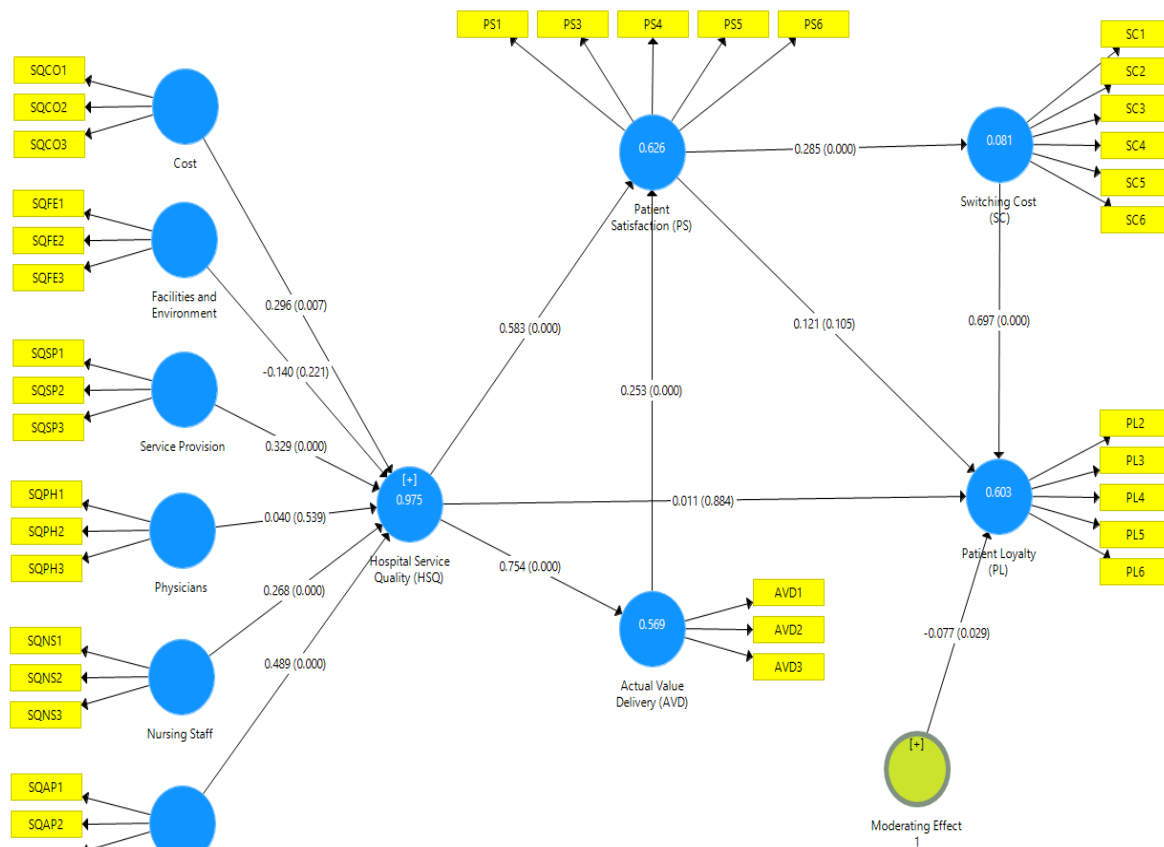 PS1
PS3
PS4
PS5
PS6
SC1
SC2
SC3
SC4
SC5
SC6
SQCO1
SQCO2
SQCO3
Cost
0.626
Patient
Satisfaction (PS)
0.285 (0.000)
0.081
Switching Cost
(SC)
SQFE1
SQFE2
SQFE3
Facilities and
Environment
0.296 (0.007)
-0.140 (0.221)
0.583 (0.000)
0.121 (0.105)
0.697 (0.000)
0.253 (0.000)
SQSP1
SQSP2
SQSP3
Service Provision
0.329 (0.000)
SQPH1
SQPH2
SQPH3
Physicians
0.040 (0.539)
[+]
0.975
Hospital Service
Quality (HSQ)
0.011 (0.884)
0.603
Patient Loyalty
(PL)
PL2
PL3
PL4
PL5
PL6
0.754 (0.000)
0.268 (0.000)
0.569
Actual Value
Delivery (AVD)
AVD1
AVD2
AVD3
-0.077 (0.029)
SQNS1
SQNS2
SQNS3
Nursing Staff
0.489 (0.000)
SQAP1
SQAP2
[+]
Moderating Effect
1